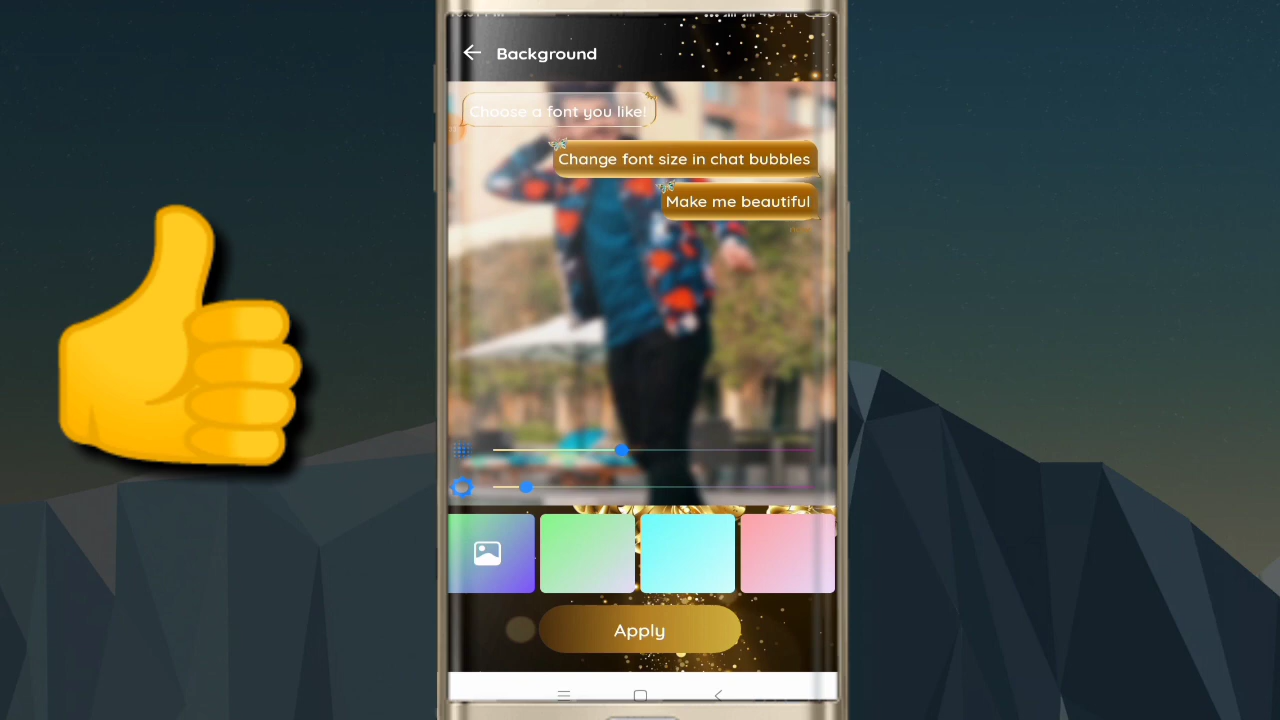 Background
Choose a font you like!
Change font size in chat bubbles
Make me beautiful
Apply